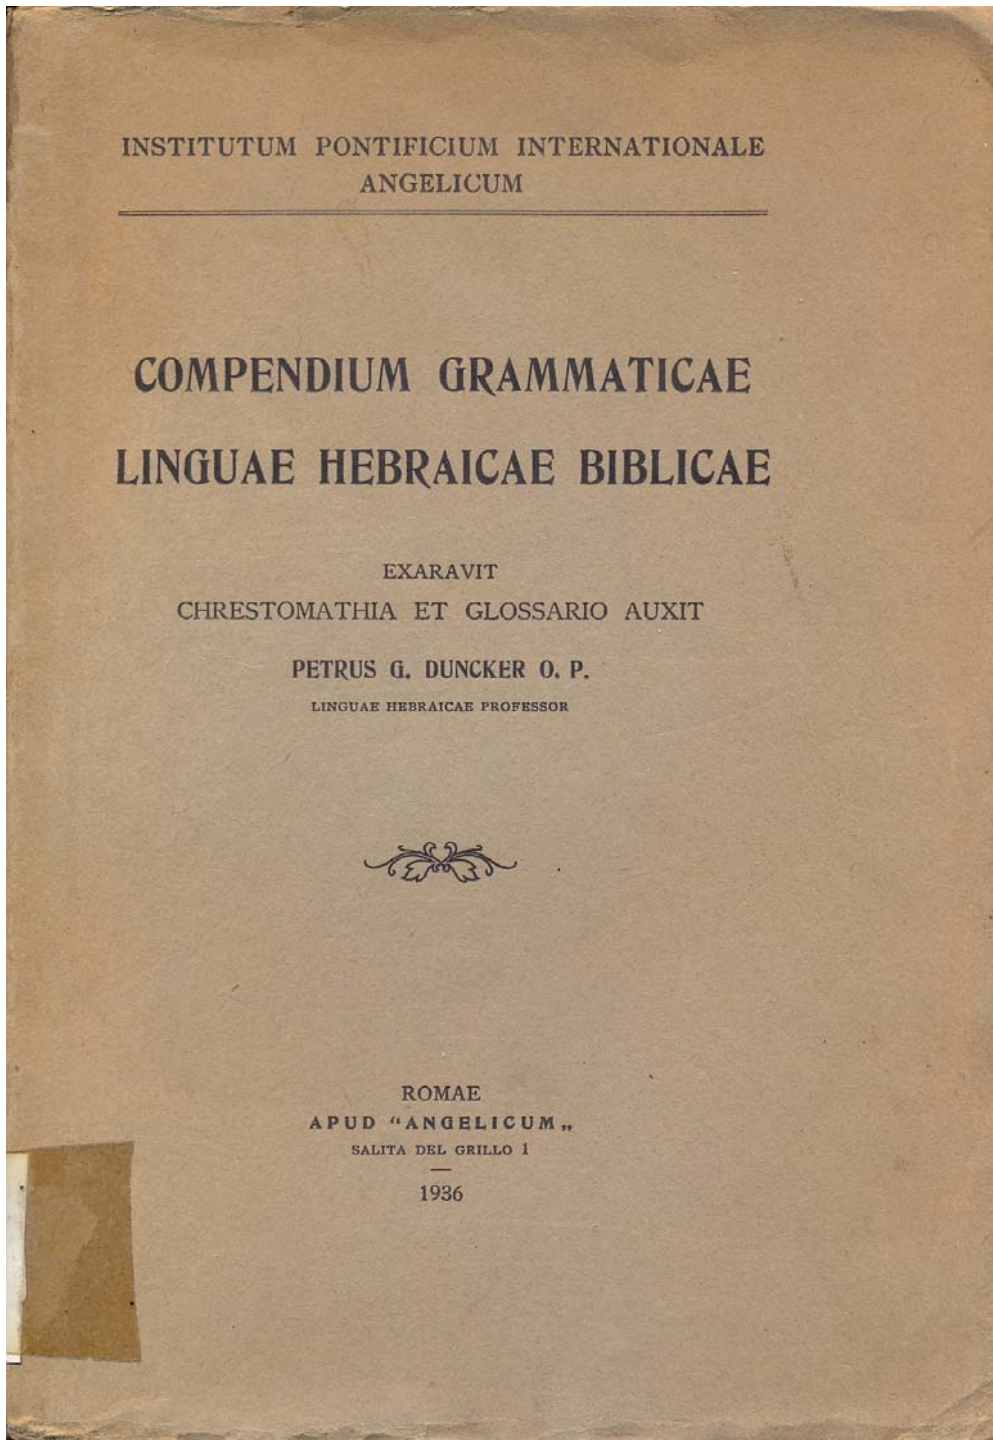 INSTITUTUM PONTIFICIUM INTERNATIONALE
ANGELICUM
COMPENDIUM GRAMMATICAE
LINGUAE HEBRAICAE BIBLICAE
EXARAVIT
CHRESTOMATHIA ET GLOSSARIO AUXIT
PETRUS G. DUNCKER O. P.
LINGUAE HEBRAICAE PROFESSOR
ROMAE
APUD “ANGELICUM„
SALITA DEL GRILLO 1
1936